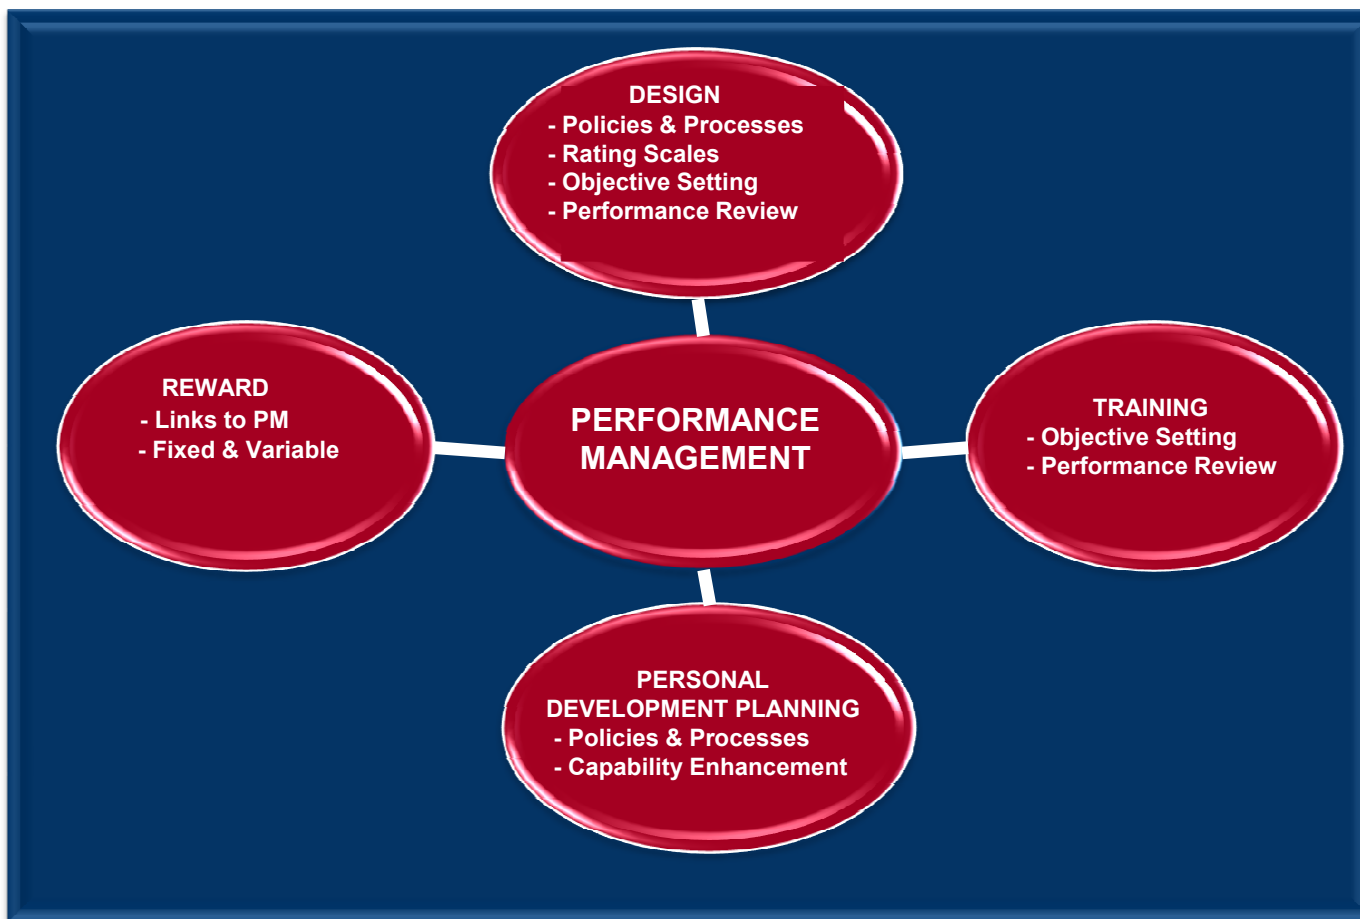 DESIGN
- Policies & Processes
- Rating Scales
- Objective Setting
- Performance Review
REWARD
- Links to PM
- Fixed & Variable
PERFORMANCE
MANAGEMENT
TRAINING
- Objective Setting
- Performance Review
PERSONAL
DEVELOPMENT PLANNING
- Policies & Processes
- Capability Enhancement